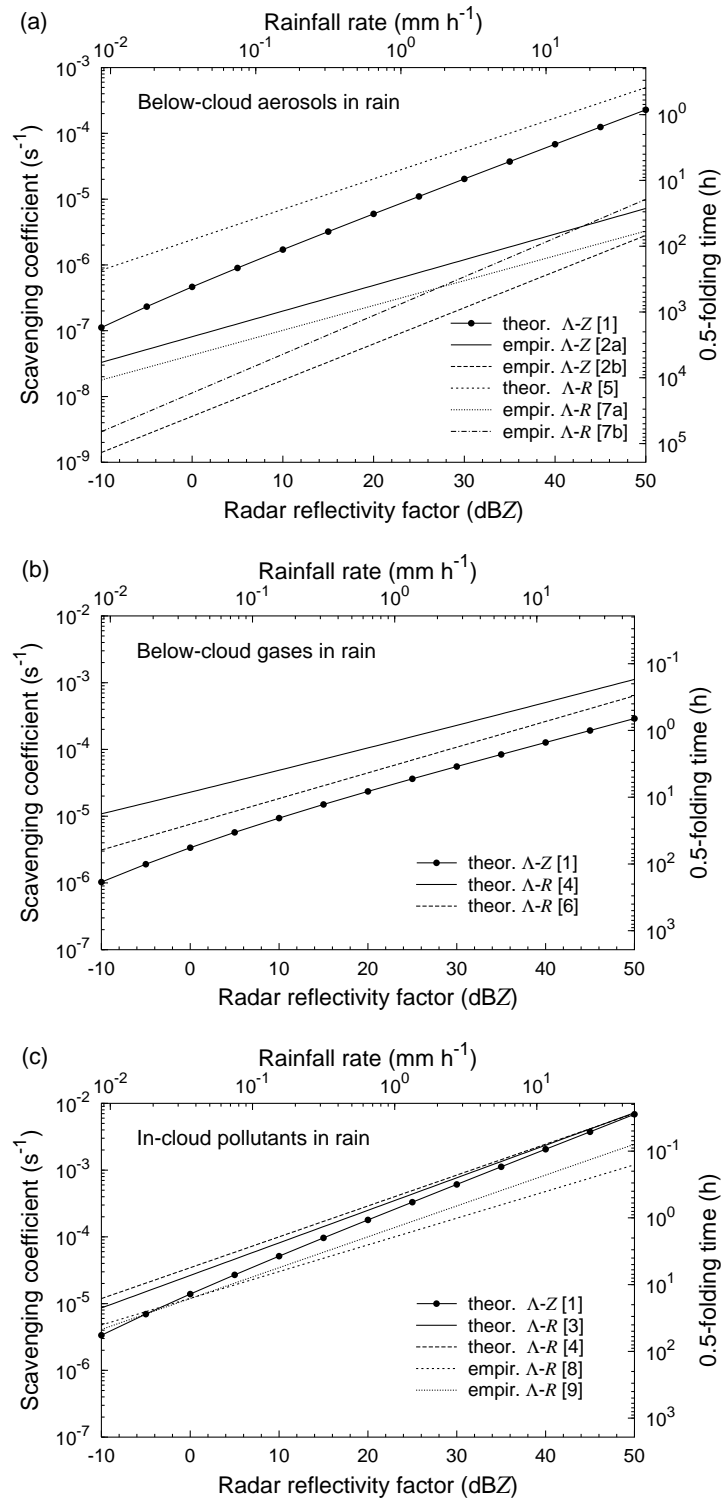 (a)
Rainfall rate (mm h⁻¹)
10⁻² 10⁻¹ 10⁰ 10¹
Below-cloud aerosols in rain
Scavenging coefficient (s⁻¹)
10⁻³
10⁻⁴
10⁻⁵
10⁻⁶
10⁻⁷
10⁻⁸
10⁻⁹
0.5-folding time (h)
10⁰
10¹
10²
10³
10⁴
10⁵
theor. Λ-Z [1]
empir. Λ-Z [2a]
empir. Λ-Z [2b]
theor. Λ-R [5]
empir. Λ-R [7a]
empir. Λ-R [7b]
-10 0 10 20 30 40 50
Radar reflectivity factor (dBZ)
(b)
Rainfall rate (mm h⁻¹)
10⁻² 10⁻¹ 10⁰ 10¹
Below-cloud gases in rain
Scavenging coefficient (s⁻¹)
10⁻²
10⁻³
10⁻⁴
10⁻⁵
10⁻⁶
10⁻⁷
0.5-folding time (h)
10⁻¹
10⁰
10¹
10²
10³
theor. Λ-Z [1]
theor. Λ-R [4]
theor. Λ-R [6]
-10 0 10 20 30 40 50
Radar reflectivity factor (dBZ)
(c)
Rainfall rate (mm h⁻¹)
10⁻² 10⁻¹ 10⁰ 10¹
In-cloud pollutants in rain
Scavenging coefficient (s⁻¹)
10⁻²
10⁻³
10⁻⁴
10⁻⁵
10⁻⁶
10⁻⁷
0.5-folding time (h)
10⁻¹
10⁰
10¹
10²
10³
theor. Λ-Z [1]
theor. Λ-R [3]
theor. Λ-R [4]
empir. Λ-R [8]
empir. Λ-R [9]
-10 0 10 20 30 40 50
Radar reflectivity factor (dBZ)